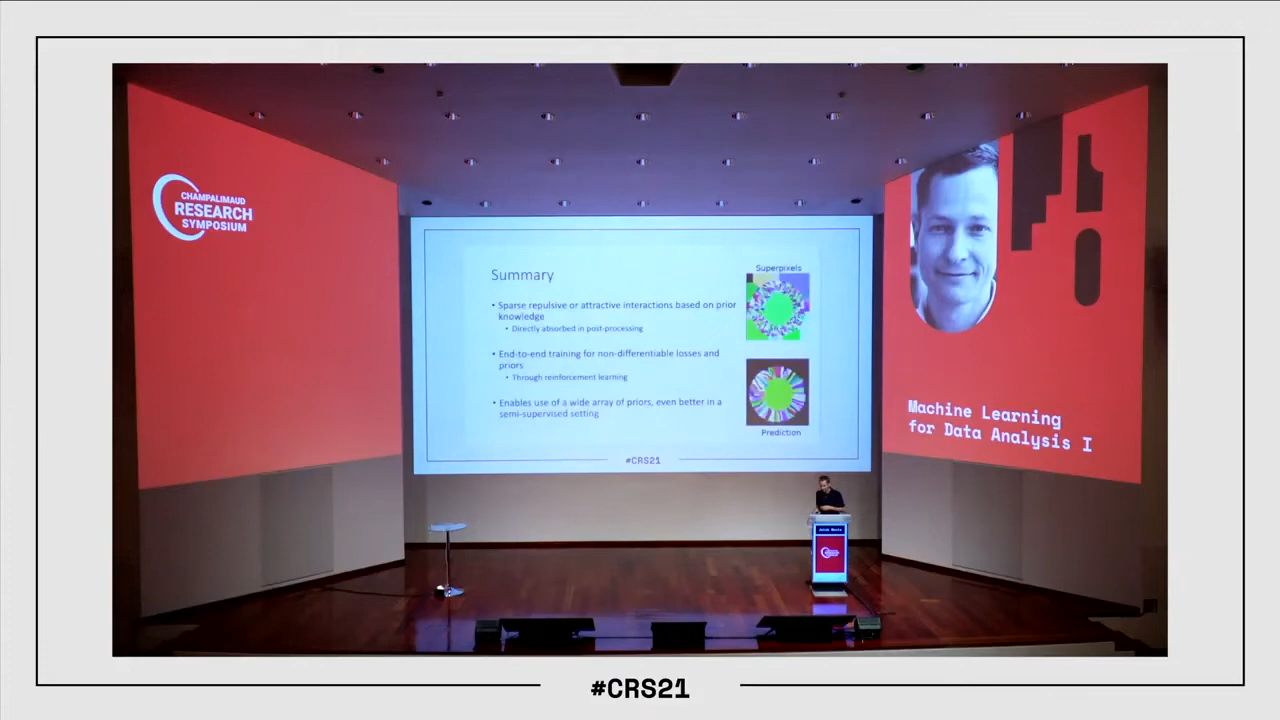 CHAMPALIMAUD
RESEARCH
SYMPOSIUM
Summary
• Sparse repulsive or attractive interactions based on prior
knowledge
• Directly absorbed in post-processing
• End-to-end training for non-differentiable losses and
priors
• Through reinforcement learning
• Enables use of a wide array of priors, even better in a
semi-supervised setting
Superpixels
Prediction
#CRS21
Machine Learning
for Data Analysis I
#CRS21